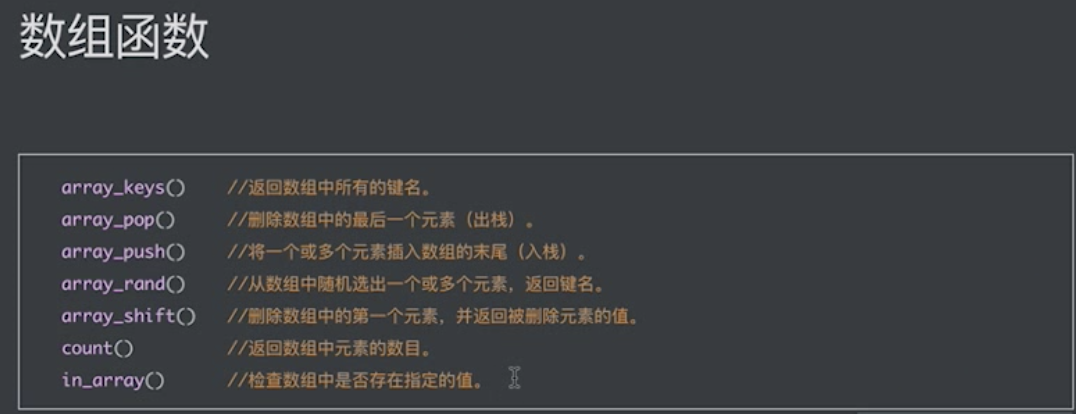 数组函数
array_keys() //返回数组中所有的键名。
array_pop() //删除数组中的最后一个元素（出栈）。
array_push() //将一个或多个元素插入数组的末尾（入栈）。
array_rand() //从数组中随机选出一个或多个元素，返回键名。
array_shift() //删除数组中的第一个元素，并返回被删除元素的值。
count() //返回数组中元素的数目。
in_array() //检查数组中是否存在指定的值。